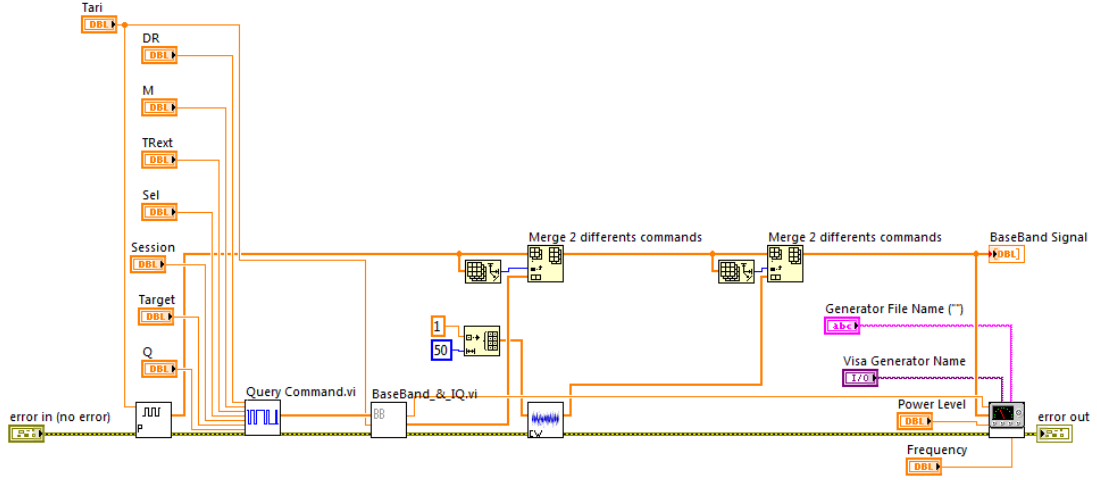 Tari
DBL
DR
DBL
M
DBL
TRext
DBL
Sel
DBL
Session
DBL
Target
DBL
Q
DBL
error in (no error)
P
Query Command.vi
BaseBand_&_IQ.vi
BB
1
50
CW
Merge 2 differents commands
Merge 2 differents commands
BaseBand Signal
DBL
Generator File Name ("")
abc
Visa Generator Name
I/O
Power Level
DBL
Frequency
DBL
error out